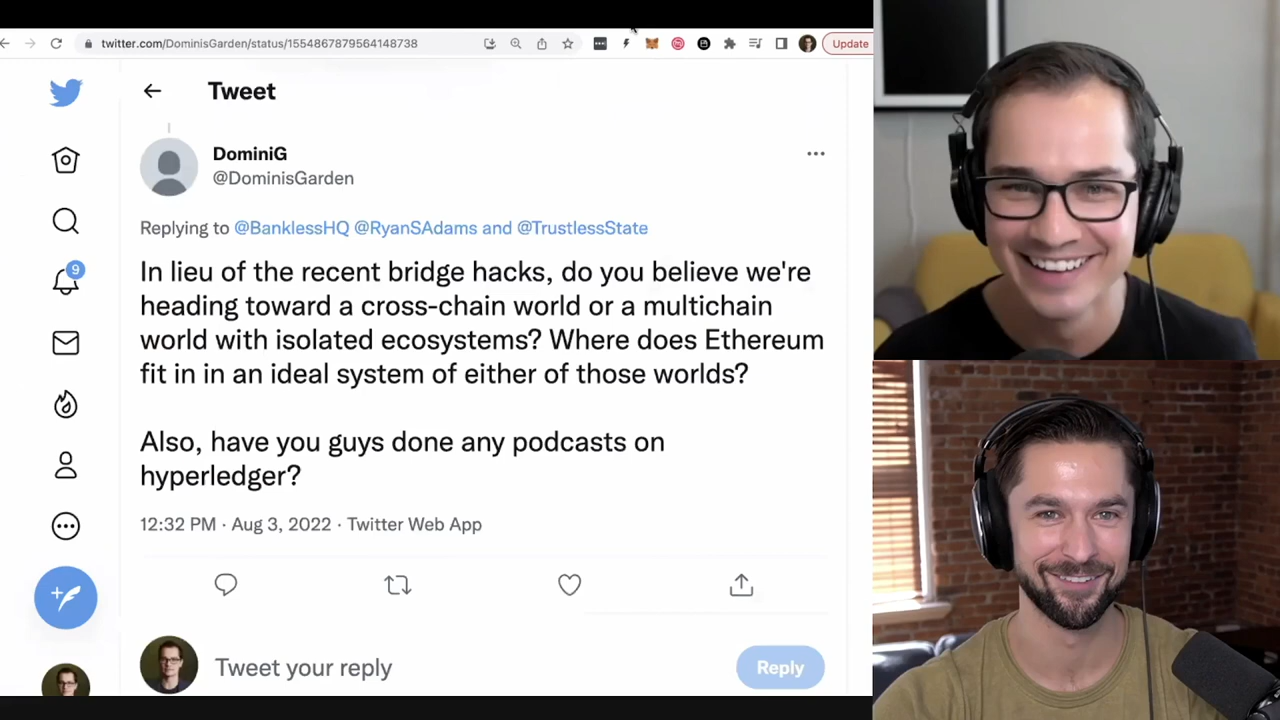 twitter.com/DominisGarden/status/1554867879564148738
Update
Tweet
DominiG
@DominisGarden
Replying to @BanklessHQ @RyanSAdams and @TrustlessState
In lieu of the recent bridge hacks, do you believe we're
heading toward a cross-chain world or a multichain
world with isolated ecosystems? Where does Ethereum
fit in in an ideal system of either of those worlds?
Also, have you guys done any podcasts on
hyperledger?
12:32 PM · Aug 3, 2022 · Twitter Web App
9
Tweet your reply
Reply